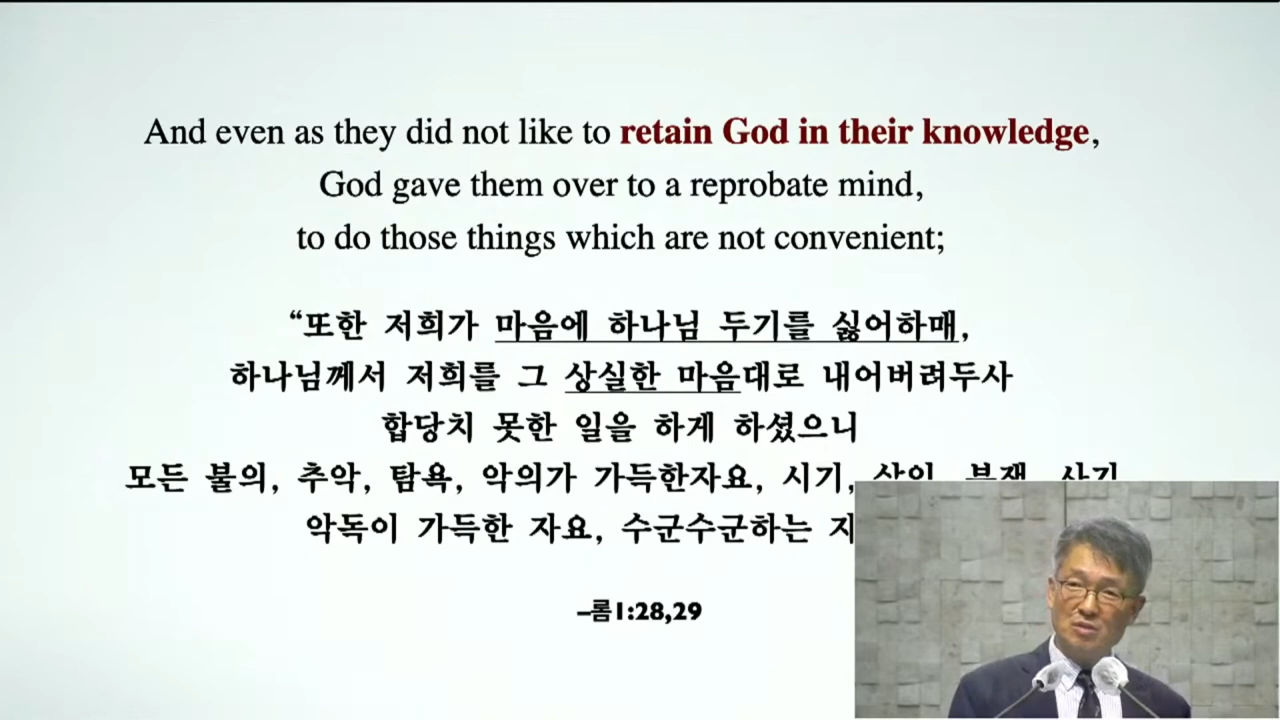 And even as they did not like to retain God in their knowledge,
God gave them over to a reprobate mind,
to do those things which are not convenient;
“또한 저희가 마음에 하나님 두기를 싫어하매,
하나님께서 저희를 그 상실한 마음대로 내어버려두사
합당치 못한 일을 하게 하셨으니
모든 불의, 추악, 탐욕, 악의가 가득한자요, 시기,
악독이 가득한 자요, 수군수군하는
–롬1:28,29